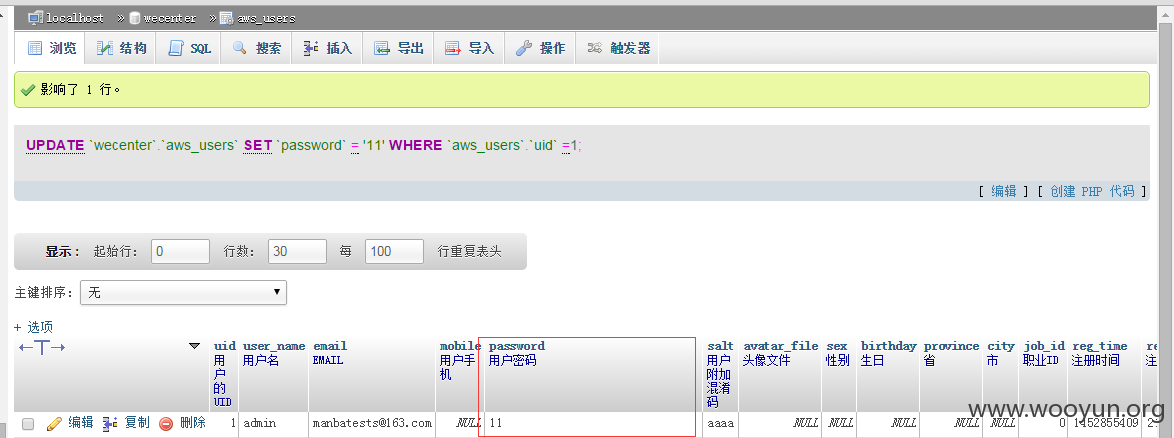 localhost » wecenter » aws_users
浏览 结构 SQL 搜索 插入 导出 导入 操作 触发器
影响了 1 行。
UPDATE `wecenter`.`aws_users` SET `password` = '11' WHERE `aws_users`.`uid` =1;
[ 编辑 ] [ 创建 PHP 代码 ]
显示： 起始行： 0 行数： 30 每 100 行重复表头
主键排序： 无
+ 选项
←T→ uid user_name email mobile password salt avatar_file sex birthday province city job_id reg_time
用户的UID 用户名 EMAIL 用户手机 用户密码 用户附加混淆码 头像文件 性别 生日 省 市 职业ID 注册时间 注
编辑 复制 删除 1 admin manbatests@163.com NULL 11 aaaa NULL NULL NULL NULL NULL 0 1452855409
www.wooyun.org